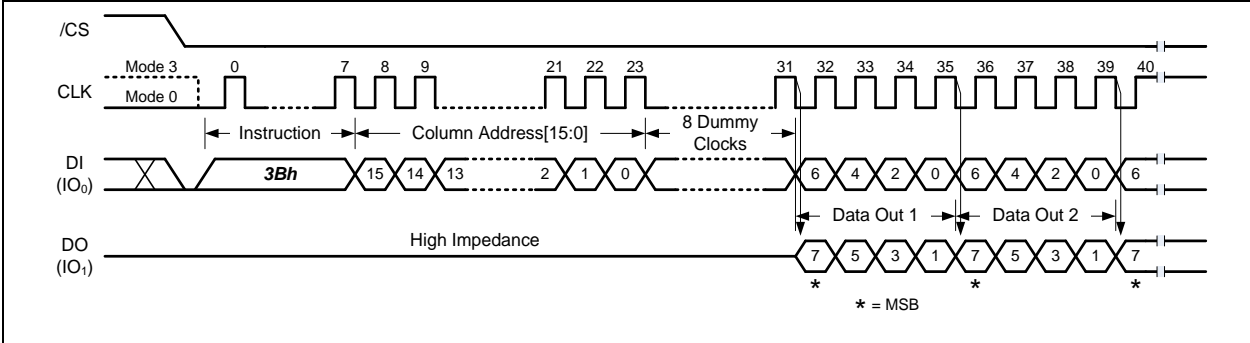 /CS
Mode 3 0 7 8 9 21 22 23 31 32 33 34 35 36 37 38 39 40
CLK
Mode 0
Instruction Column Address[15:0] 8 Dummy Clocks
DI (IO0) 3Bh 15 14 13 2 1 0 6 4 2 0 6 4 2 0 6
Data Out 1 Data Out 2
High Impedance
DO (IO1) 7 5 3 1 7 5 3 1 7
* * *
* = MSB